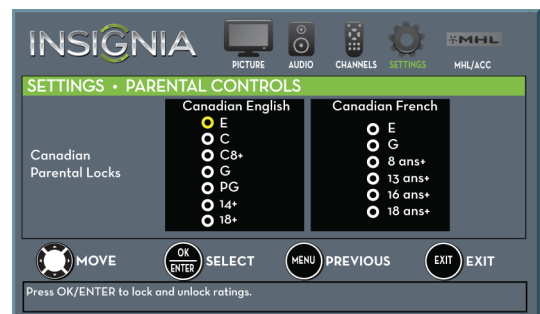 INSIGNIA
PICTURE AUDIO CHANNELS SETTINGS MHL/ACC
MHL
SETTINGS • PARENTAL CONTROLS
Canadian Parental Locks
Canadian English
E
C
C8+
G
PG
14+
18+
Canadian French
E
G
8 ans+
13 ans+
16 ans+
18 ans+
MOVE
OK/ENTER SELECT
MENU PREVIOUS
EXIT EXIT
Press OK/ENTER to lock and unlock ratings.